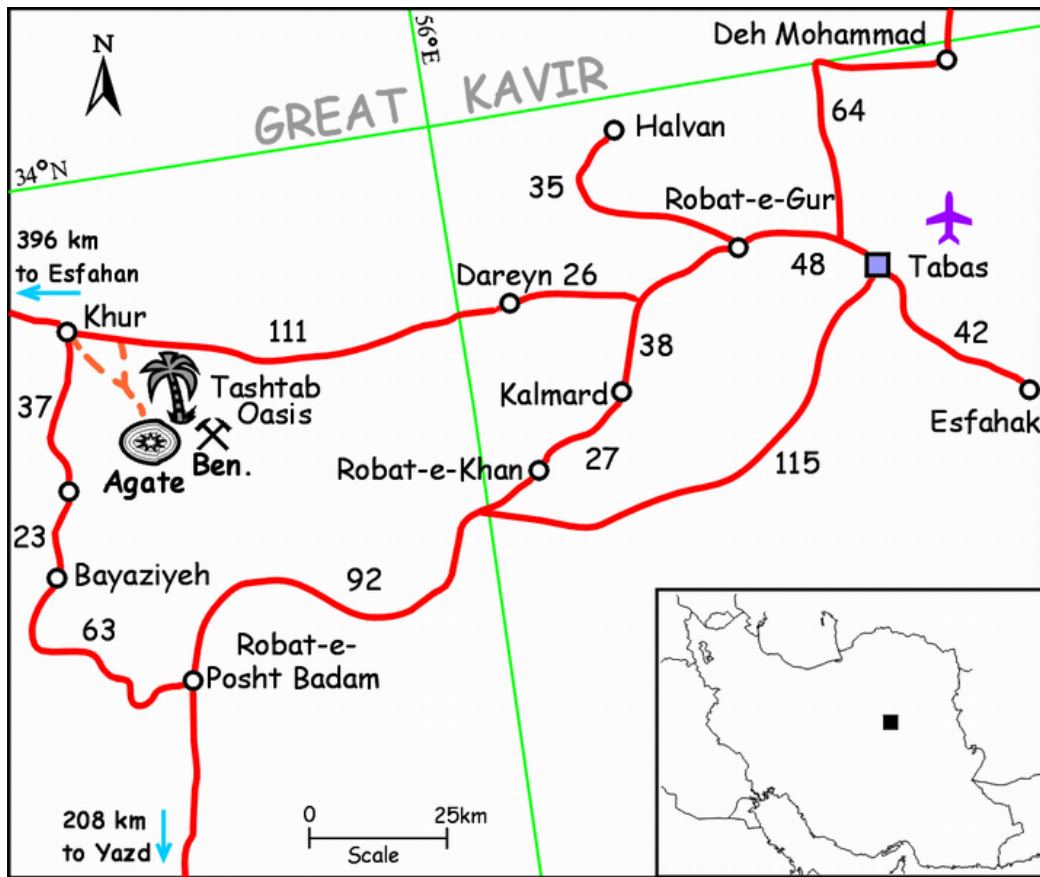 N
56°E
Deh Mohammad
GREAT KAVIR
64
Halvan
34°N
35
Robat-e-Gur
396 km
to Esfahan
48
Tabas
Dareyn 26
Khur
111
38
42
Tashtab
Oasis
37
Kalmard
Esfahak
Ben.
Agate
Robat-e-Khan
27
115
23
Bayaziyeh
92
63
Robat-e-
Posht Badam
0 25km
Scale
208 km
to Yazd